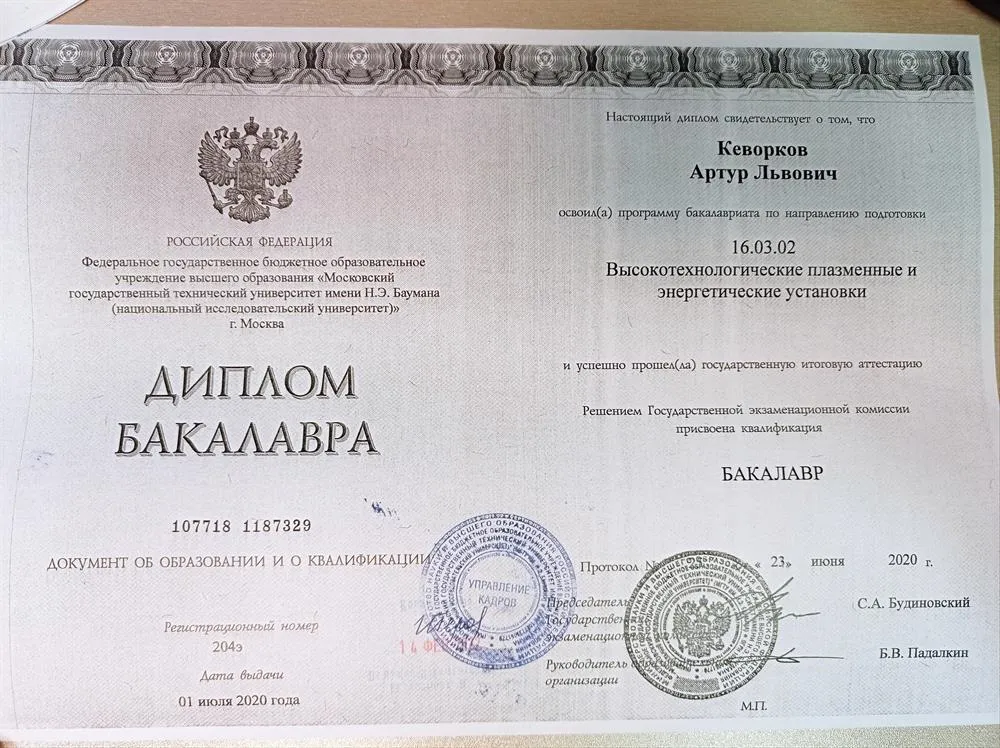 РОССИЙСКАЯ ФЕДЕРАЦИЯ
Федеральное государственное бюджетное образовательное
учреждение высшего образования «Московский
государственный технический университет имени Н.Э. Баумана
(национальный исследовательский университет)»
г. Москва
ДИПЛОМ
БАКАЛАВРА
107718 1187329
ДОКУМЕНТ ОБ ОБРАЗОВАНИИ И О КВАЛИФИКАЦИИ
Регистрационный номер
204э
Дата выдачи
01 июля 2020 года
УПРАВЛЕНИЕ
КАДРОВ
14 ФЕВ
Настоящий диплом свидетельствует о том, что
Кеворков
Артур Львович
освоил(а) программу бакалавриата по направлению подготовки
16.03.02
Высокотехнологические плазменные и
энергетические установки
и успешно прошел(ла) государственную итоговую аттестацию
Решением Государственной экзаменационной комиссии
присвоена квалификация
БАКАЛАВР
Протокол « 23 » июня 2020 г.
Председатель
С.А. Будиновский
Руководитель
организации
Б.В. Падалкин
М.П.